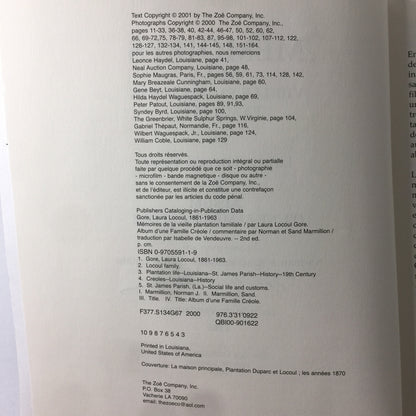 Text Copyright © 2001 by The Zoë Company, Inc.
Photographs Copyright © 2000 The Zoë Company, Inc.,
pages 11-33, 36-38, 40, 42-44, 46-47, 50, 52, 60, 62,
66, 69-72,75, 78-79, 81-83, 87, 95-98, 101-102, 107-112, 122,
128-127, 132-134, 141, 144-145, 148, 151-164.
pour les autres photographies, nous remercions
Leonce Haydel, Louisiane, page 41,
Neal Auction Company, Louisiane, page 48,
Sophie Maugras, Paris, Fr., pages 56, 59, 61, 73, 114, 128, 142,
Mary Breazeale Cunningham, Louisiane, page 60,
Gene Beyt, Louisiane, page 64,
Hilda Haydel Waguespack, Louisiane, page 69,
Peter Patout, Louisiane, pages 89, 91,93,
Syndey Byrd, Louisiane, page 100,
The Greenbrier, White Sulphur Springs, W.Virginie, page 104,
Gabriel Thépaut, Normandie, Fr., page 116,
Wilbert Waguespack, Jr., Louisiane, page 124,
William Coble, Louisiane, page 129
Tous droits réservés.
Toute représentation ou reproduction intégral ou partialle
faite par quelque procédé que ce soit - photographie
- microfilm - bande magnetique - disque ou autre -
sans le consentement de la Zoë Company, Inc.,
et de l'éditeur, est illicite et constitue une contrefaçon
sanctionée par les articles du code pénal.
Publishers Cataloging-in-Publication Data
Gore, Laura Locoul, 1861-1963
Mémoires de la vieille plantation familiale / par Laura Locoul Gore.
Album d'une Famille Créole / commentaire par Norman et Sand Marmillion /
traduction par Isabelle de Vendeuvre. -- 2nd ed.
p. cm.
ISBN 0-9705591-1-9
1. Gore, Laura Locoul, 1861-1963.
2. Locoul family.
3. Plantation life--Louisiana--St. James Parish--History--19th Century
4. Creoles--Louisiana--History
5. St. James Parish, (La.)--Social life and customs.
I. Marmillion, Norman J. II. Marmillion, Sand.
III. Title. IV. Title: Album d'une Famille Créole.
F377.S134G67 2000 976.3'31'0922
QBI00-901622
10 9 8 7 6 5 4 3
Printed in Louisiana,
United States of America
Couverture: La maison principale, Plantation Duparc et Locoul ; les années 1870
The Zoë Company, Inc.
P.O. Box 38
Vacherie LA 70090
email: thezoeco@aol.com